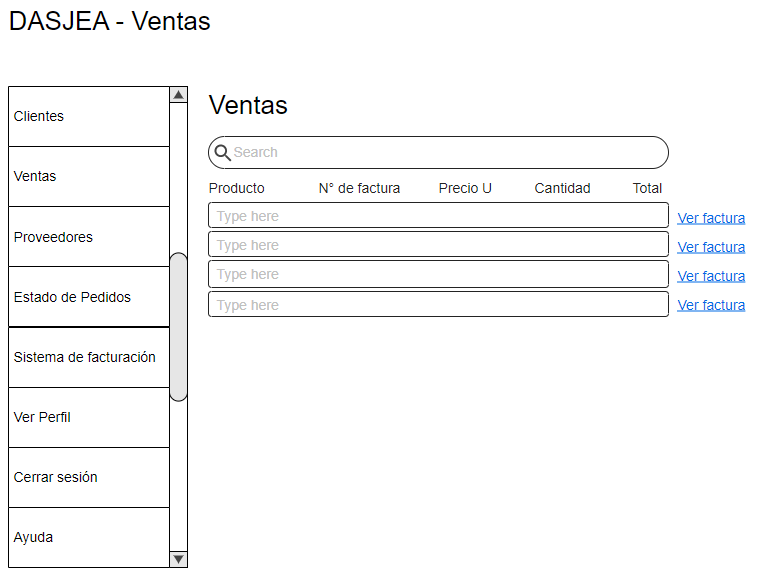 DASJEA - Ventas
Clientes
Ventas
Proveedores
Estado de Pedidos
Sistema de facturación
Ver Perfil
Cerrar sesión
Ayuda
Ventas
Search
Producto N° de factura Precio U Cantidad Total
Type here Ver factura
Type here Ver factura
Type here Ver factura
Type here Ver factura